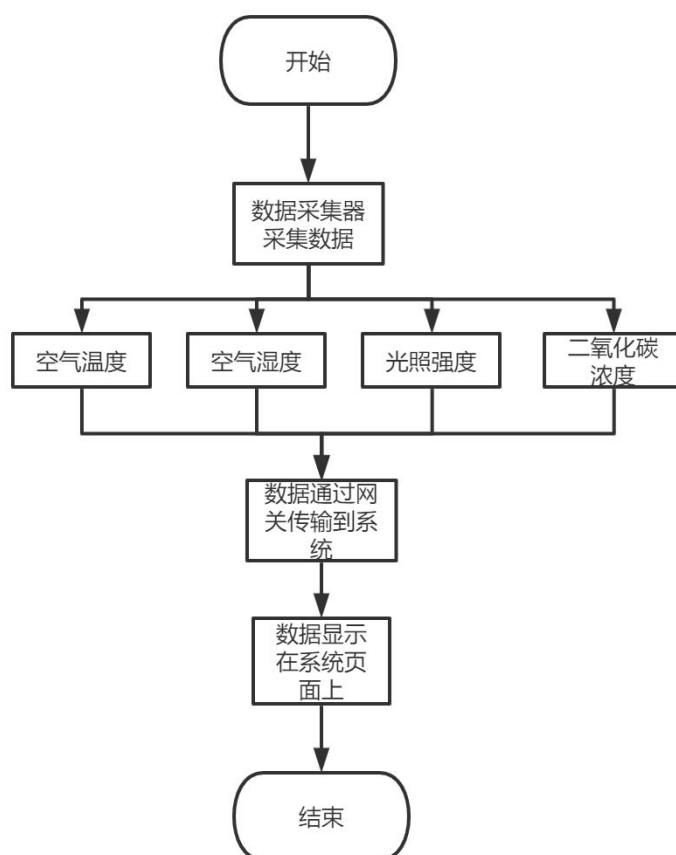 开始
数据采集器
采集数据
空气温度
空气湿度
光照强度
二氧化碳
浓度
数据通过网
关传输到系
统
数据显示
在系统页
面上
结束